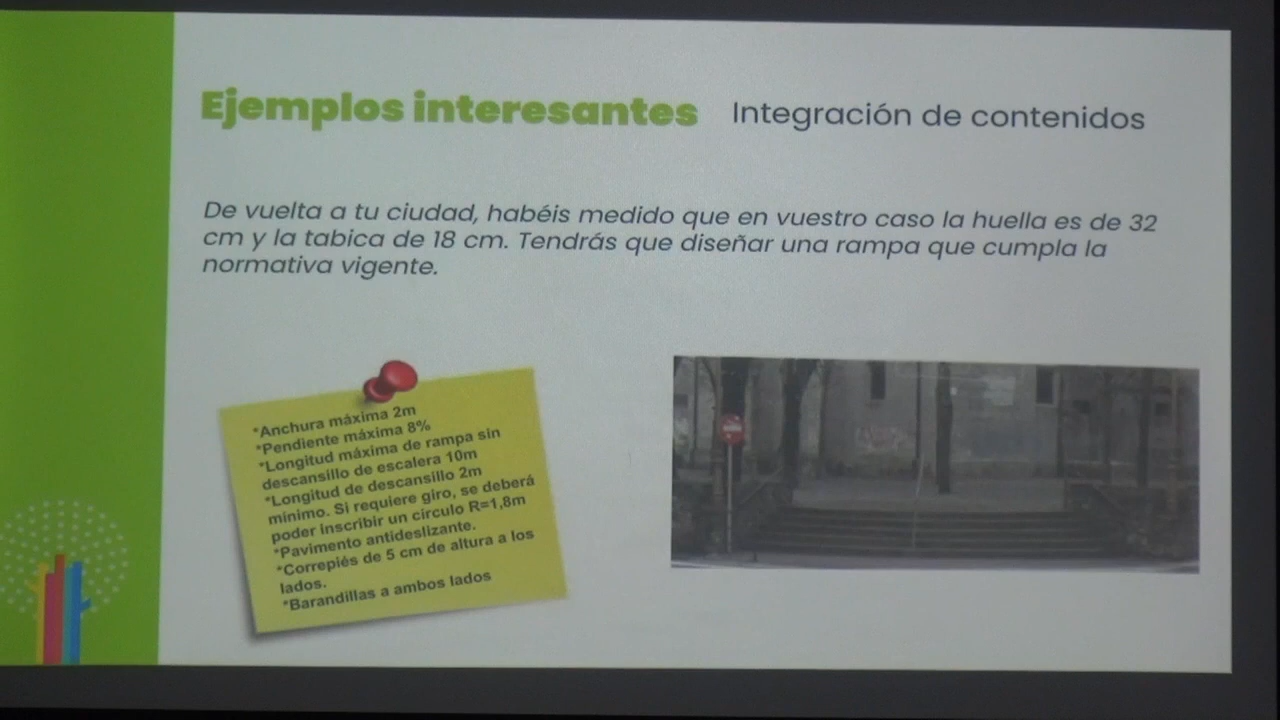 Ejemplos interesantes Integración de contenidos
De vuelta a tu ciudad, habéis medido que en vuestro caso la huella es de 32
cm y la tabica de 18 cm. Tendrás que diseñar una rampa que cumpla la
normativa vigente.
*Anchura máxima 2m
*Pendiente máxima 8%
*Longitud máxima de rampa sin
descansillo de escalera 10m
*Longitud de descansillo 2m
mínimo. Si requiere giro, se deberá
poder inscribir un circulo R=1,8m
*Pavimento antideslizante.
*Correpiés de 5 cm de altura a los
lados.
*Barandillas a ambos lados